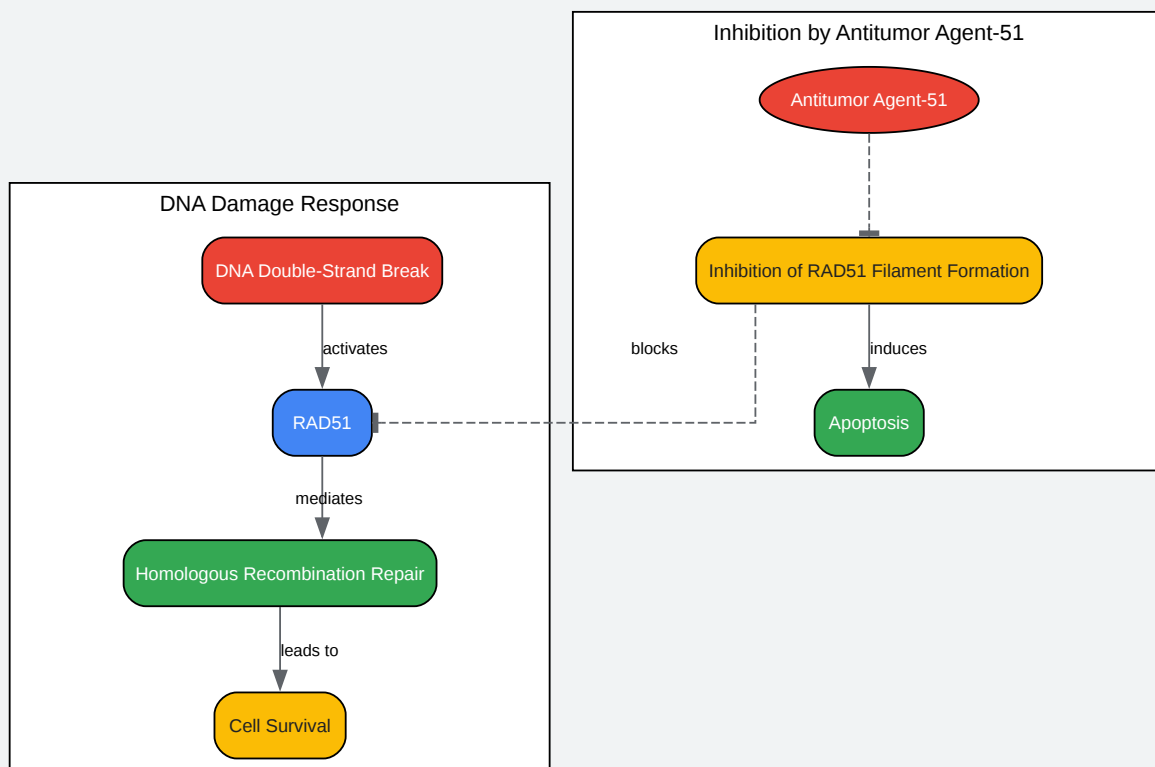 Inhibition by Antitumor Agent-51
Antitumor Agent-51
Inhibition of RAD51 Filament Formation
blocks
induces
Apoptosis
DNA Damage Response
DNA Double-Strand Break
activates
RAD51
mediates
Homologous Recombination Repair
leads to
Cell Survival